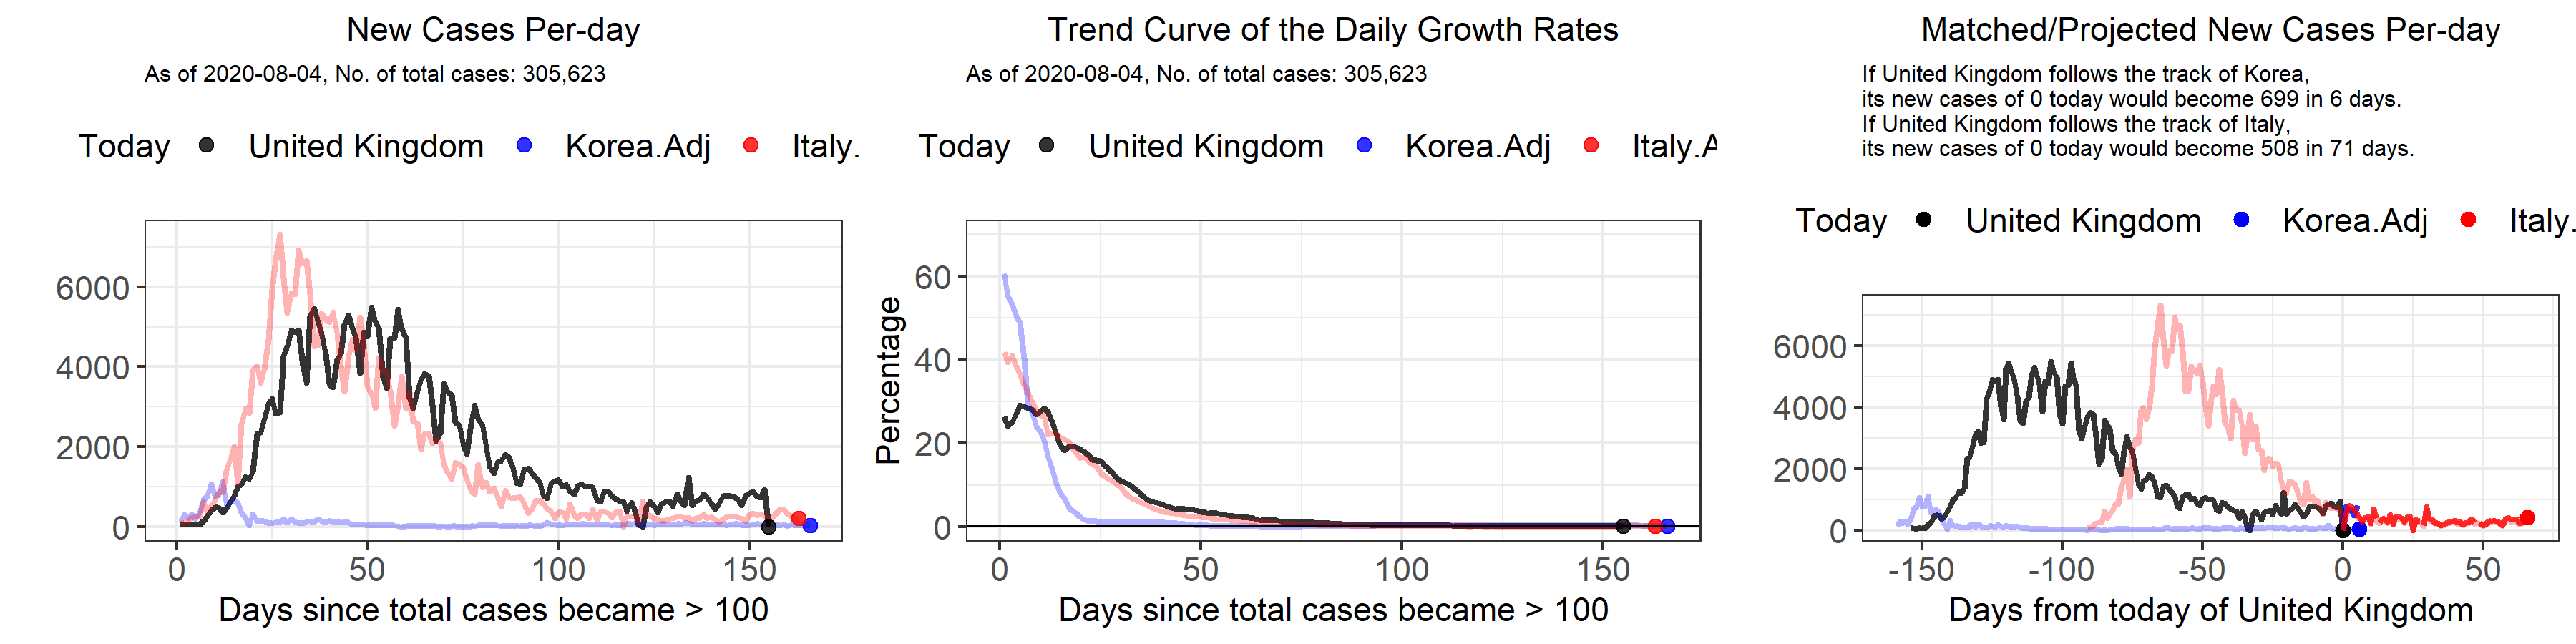 New Cases Per-day
As of 2020-08-04, No. of total cases: 305,623
Today United Kingdom Korea.Adj Italy.
6000
4000
2000
0
0 50 100 150
Days since total cases became > 100
Trend Curve of the Daily Growth Rates
As of 2020-08-04, No. of total cases: 305,623
Today United Kingdom Korea.Adj Italy.A
Percentage
60
40
20
0
0 50 100 150
Days since total cases became > 100
Matched/Projected New Cases Per-day
If United Kingdom follows the track of Korea,
its new cases of 0 today would become 699 in 6 days.
If United Kingdom follows the track of Italy,
its new cases of 0 today would become 508 in 71 days.
Today United Kingdom Korea.Adj Italy.
6000
4000
2000
0
-150 -100 -50 0 50
Days from today of United Kingdom